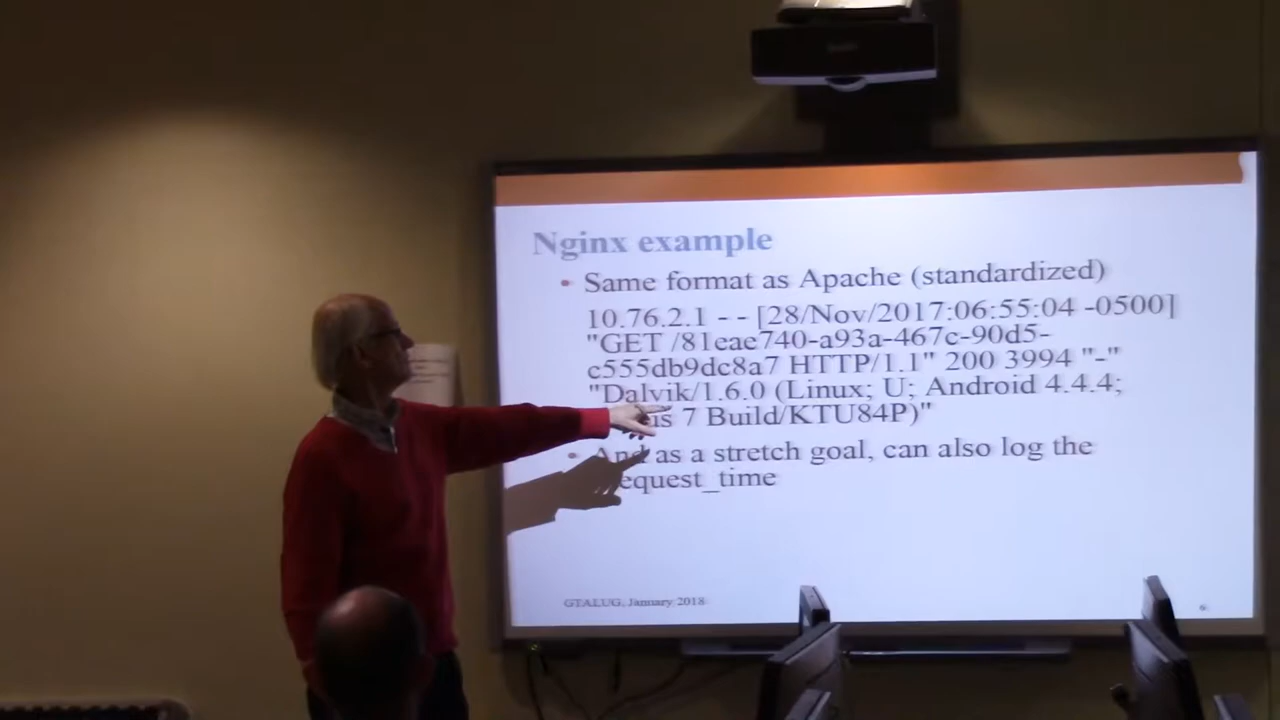 Nginx example
• Same format as Apache (standardized)
10.76.2.1 - - [28/Nov/2017:06:55:04 -0500]
"GET /81eae740-a93a-467c-90d5-
c555db9dc8a7 HTTP/1.1" 200 3994 "-"
"Dalvik/1.6.0 (Linux; U; Android 4.4.4;
7 Build/KTU84P)"
• And as a stretch goal, can also log the
equest_time
GTALUG, January 2018
6